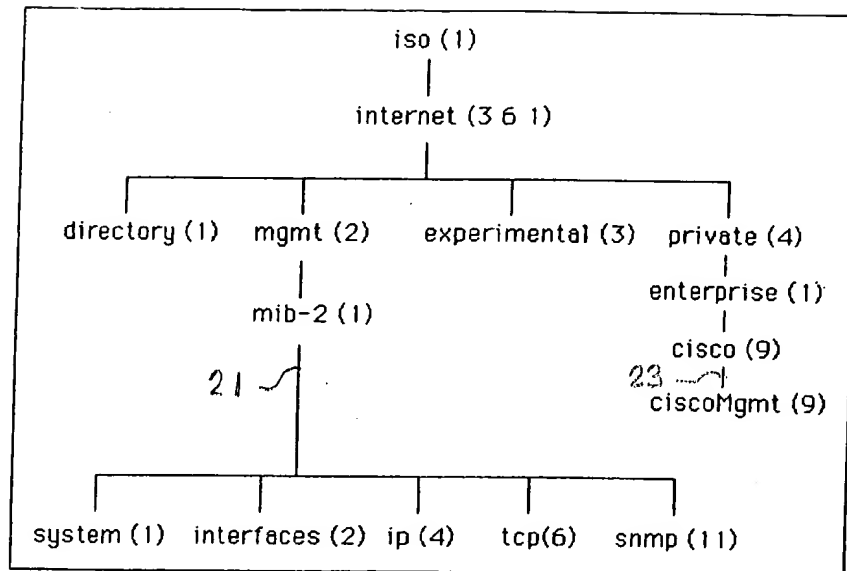 iso (1)
internet (3 6 1)
directory (1) mgmt (2) experimental (3) private (4)
enterprise (1)
mib-2 (1)
cisco (9)
21 23
ciscoMgmt (9)
system (1) interfaces (2) ip (4) tcp(6) snmp (11)